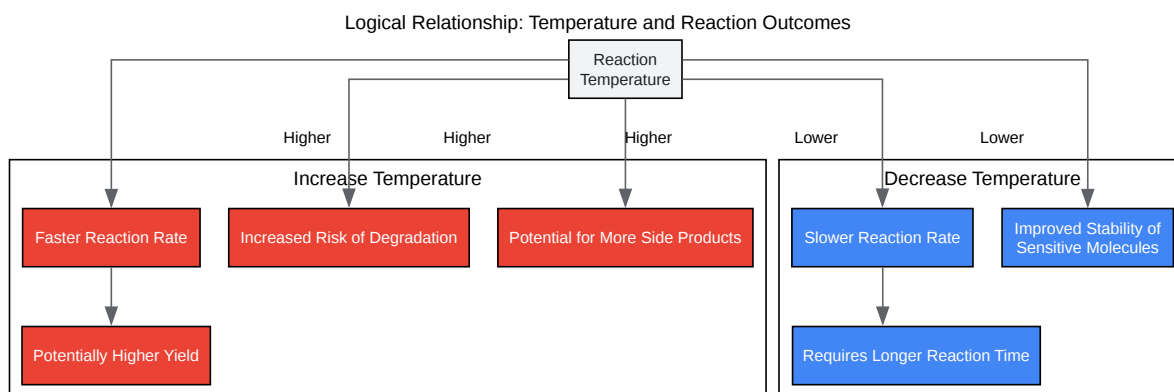 Logical Relationship: Temperature and Reaction Outcomes
Reaction
Temperature
Higher
Higher
Higher
Lower
Lower
Increase Temperature
Decrease Temperature
Faster Reaction Rate
Increased Risk of Degradation
Potential for More Side Products
Slower Reaction Rate
Improved Stability of
Sensitive Molecules
Potentially Higher Yield
Requires Longer Reaction Time